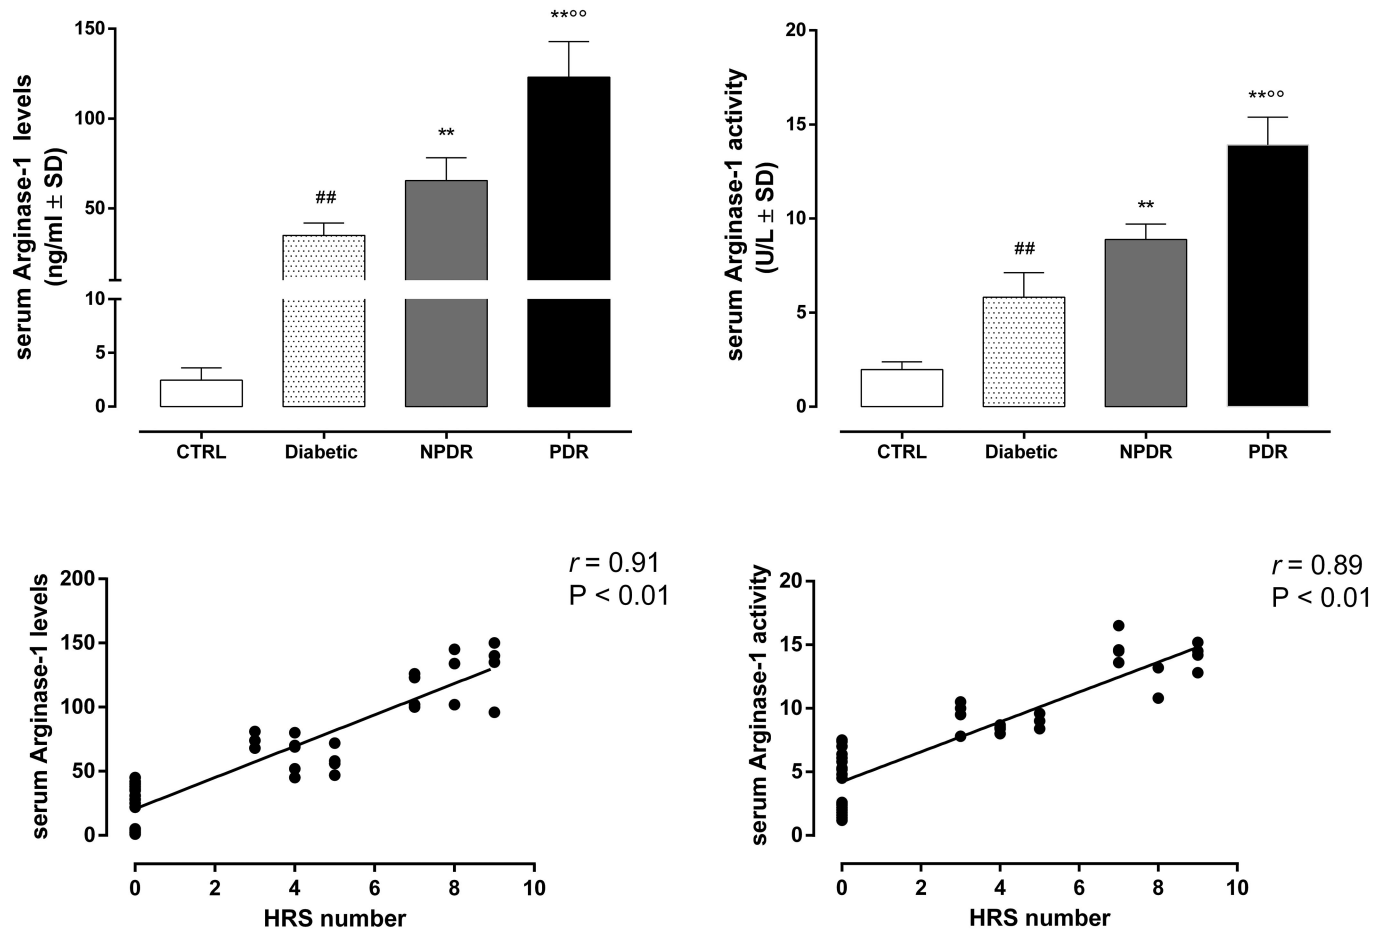 serum Arginase-1 levels
(ng/ml ± SD)
150
100
50
10
5
0
##
**
**°°
CTRL
Diabetic
NPDR
PDR
serum Arginase-1 activity
(U/L ± SD)
20
15
10
5
0
##
**
**°°
CTRL
Diabetic
NPDR
PDR
serum Arginase-1 levels
200
150
100
50
0
r = 0.91
P < 0.01
0 2 4 6 8 10
HRS number
serum Arginase-1 activity
20
15
10
5
0
r = 0.89
P < 0.01
0 2 4 6 8 10
HRS number